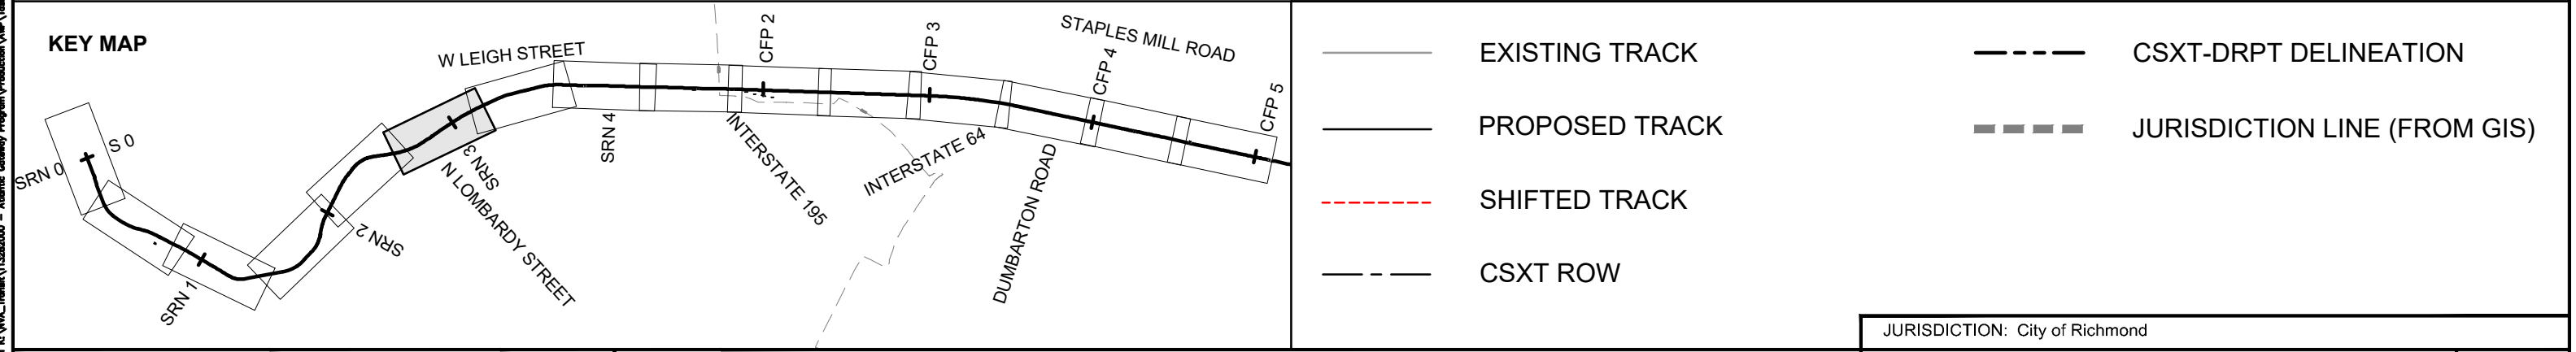 KEY MAP
W LEIGH STREET
CFP 2
CFP 3
STAPLES MILL ROAD
CFP 4
CFP 5
S 0
SRN 0
SRN 1
SRN 2
SRN 3
N LOMBARDY STREET
SRN 4
INTERSTATE 195
INTERSTATE 64
DUMBARTON ROAD
EXISTING TRACK
PROPOSED TRACK
SHIFTED TRACK
CSXT ROW
CSXT-DRPT DELINEATION
JURISDICTION LINE (FROM GIS)
JURISDICTION: City of Richmond